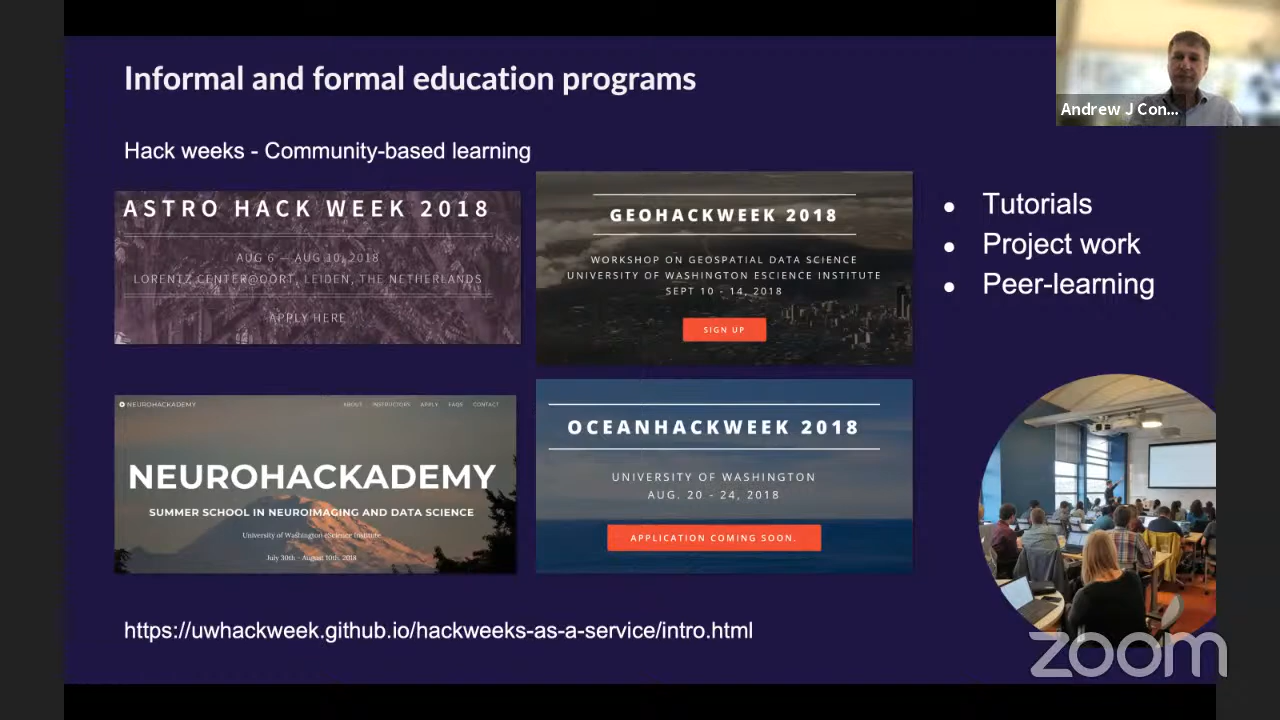 Informal and formal education programs
Andrew J Con...
Hack weeks - Community-based learning
ASTRO HACK WEEK 2018
AUG 6 — AUG 10, 2018
LORENTZ CENTER@OORT, LEIDEN, THE NETHERLANDS
APPLY HERE
GEOHACKWEEK 2018
WORKSHOP ON GEOSPATIAL DATA SCIENCE
UNIVERSITY OF WASHINGTON ESCIENCE INSTITUTE
SEPT 10 - 14, 2018
SIGN UP
● Tutorials
● Project work
● Peer-learning
NEUROHACKADEMY
ABOUT INSTRUCTORS APPLY FAQS CONTACT
NEUROHACKADEMY
SUMMER SCHOOL IN NEUROIMAGING AND DATA SCIENCE
University of Washington eScience Institute
July 30th - August 10th, 2018
OCEANHACKWEEK 2018
UNIVERSITY OF WASHINGTON
AUG. 20 - 24, 2018
APPLICATION COMING SOON.
https://uwhackweek.github.io/hackweeks-as-a-service/intro.html
zoom